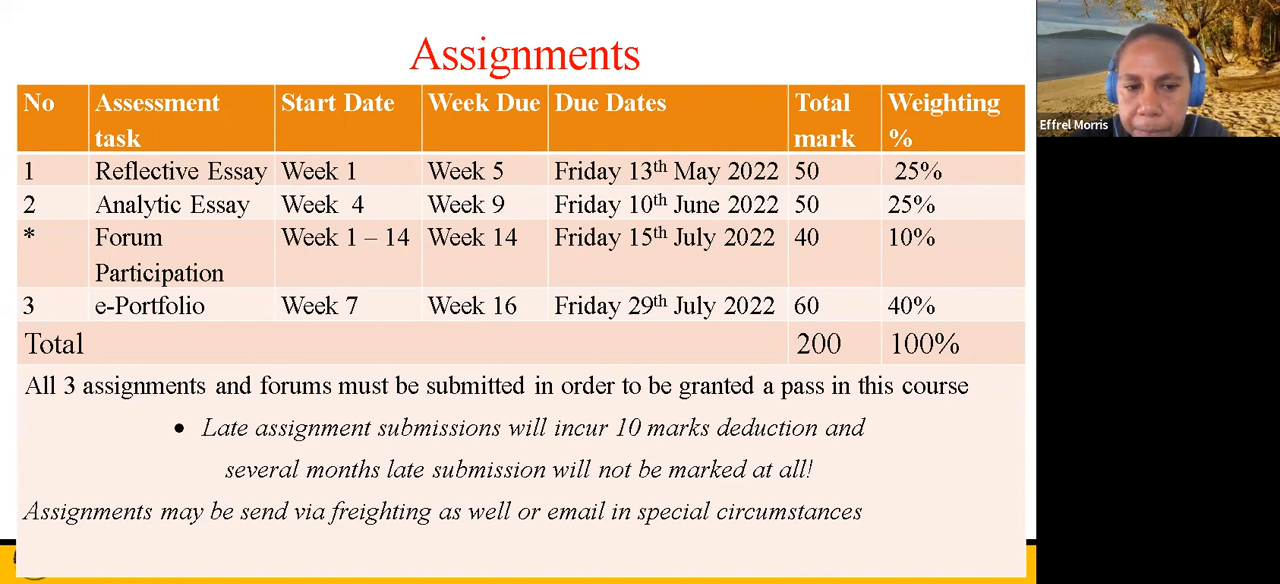 Assignments
No Assessment task Start Date Week Due Due Dates Total mark Weighting %
1 Reflective Essay Week 1 Week 5 Friday 13th May 2022 50 25%
2 Analytic Essay Week 4 Week 9 Friday 10th June 2022 50 25%
* Forum Participation Week 1 – 14 Week 14 Friday 15th July 2022 40 10%
3 e-Portfolio Week 7 Week 16 Friday 29th July 2022 60 40%
Total 200 100%
All 3 assignments and forums must be submitted in order to be granted a pass in this course
• Late assignment submissions will incur 10 marks deduction and
several months late submission will not be marked at all!
Assignments may be send via freighting as well or email in special circumstances
Effrel Morris